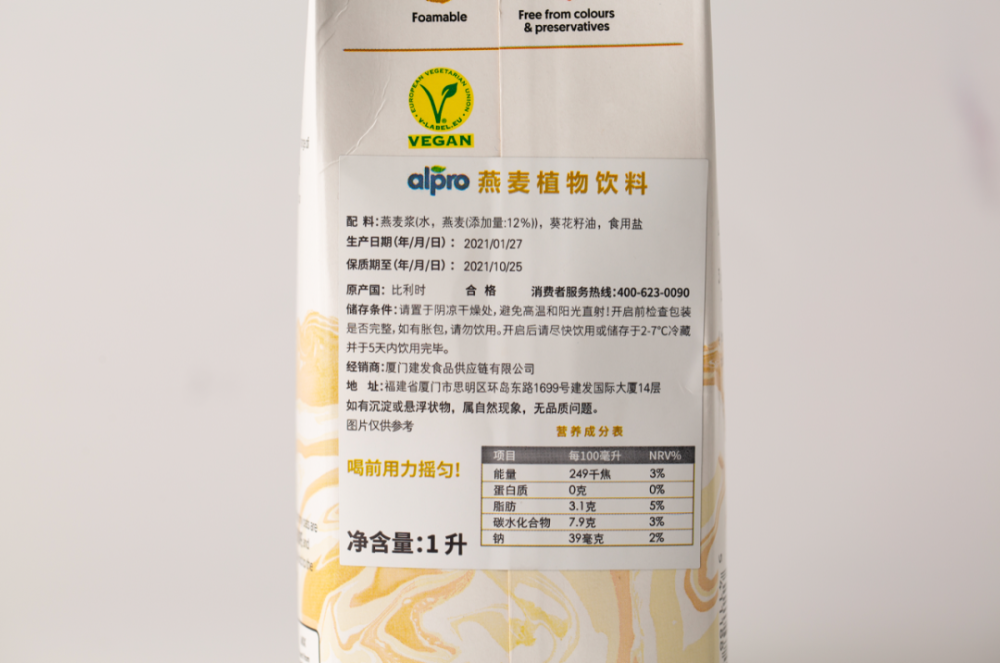 Foamable
Free from colours
& preservatives
EUROPEAN VEGETARIAN UNION
V-LABEL.EU
VEGAN
alpro 燕麦植物饮料
配 料:燕麦浆(水，燕麦(添加量:12%))，葵花籽油，食用盐
生产日期(年/月/日)： 2021/01/27
保质期至(年/月/日)： 2021/10/25
原产国：比利时 合 格 消费者服务热线:400-623-0090
储存条件:请置于阴凉干燥处,避免高温和阳光直射!开启前检查包装
是否完整,如有胀包,请勿饮用。开启后请尽快饮用或储存于2-7℃冷藏
并于5天内饮用完毕。
经销商:厦门建发食品供应链有限公司
地 址:福建省厦门市思明区环岛东路1699号建发国际大厦14层
如有沉淀或悬浮状物，属自然现象，无品质问题。
图片仅供参考
营养成分表
项目 每100毫升 NRV%
能量 249千焦 3%
蛋白质 0克 0%
脂肪 3.1克 5%
碳水化合物 7.9克 3%
钠 39毫克 2%
喝前用力摇匀!
净含量:1 升